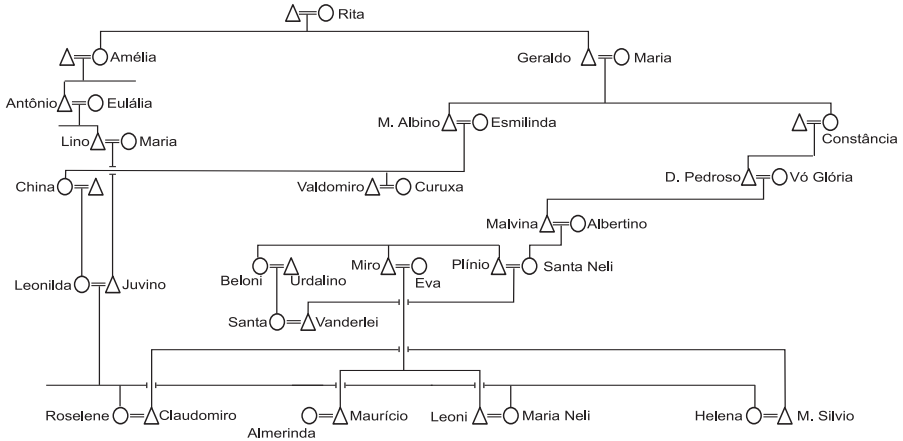 Rita
Amélia
Geraldo Maria
Antônio Eulália
M. Albino Esmilinda
Lino Maria
Constância
China
Valdomiro Curuxa
D. Pedroso Vó Glória
Malvina Albertino
Beloni Urdalino
Miro Eva
Plínio Santa Neli
Leonilda Juvino
Santa Vanderlei
Roselene Claudomiro
Almerinda Maurício
Leoni Maria Neli
Helena M. Silvio